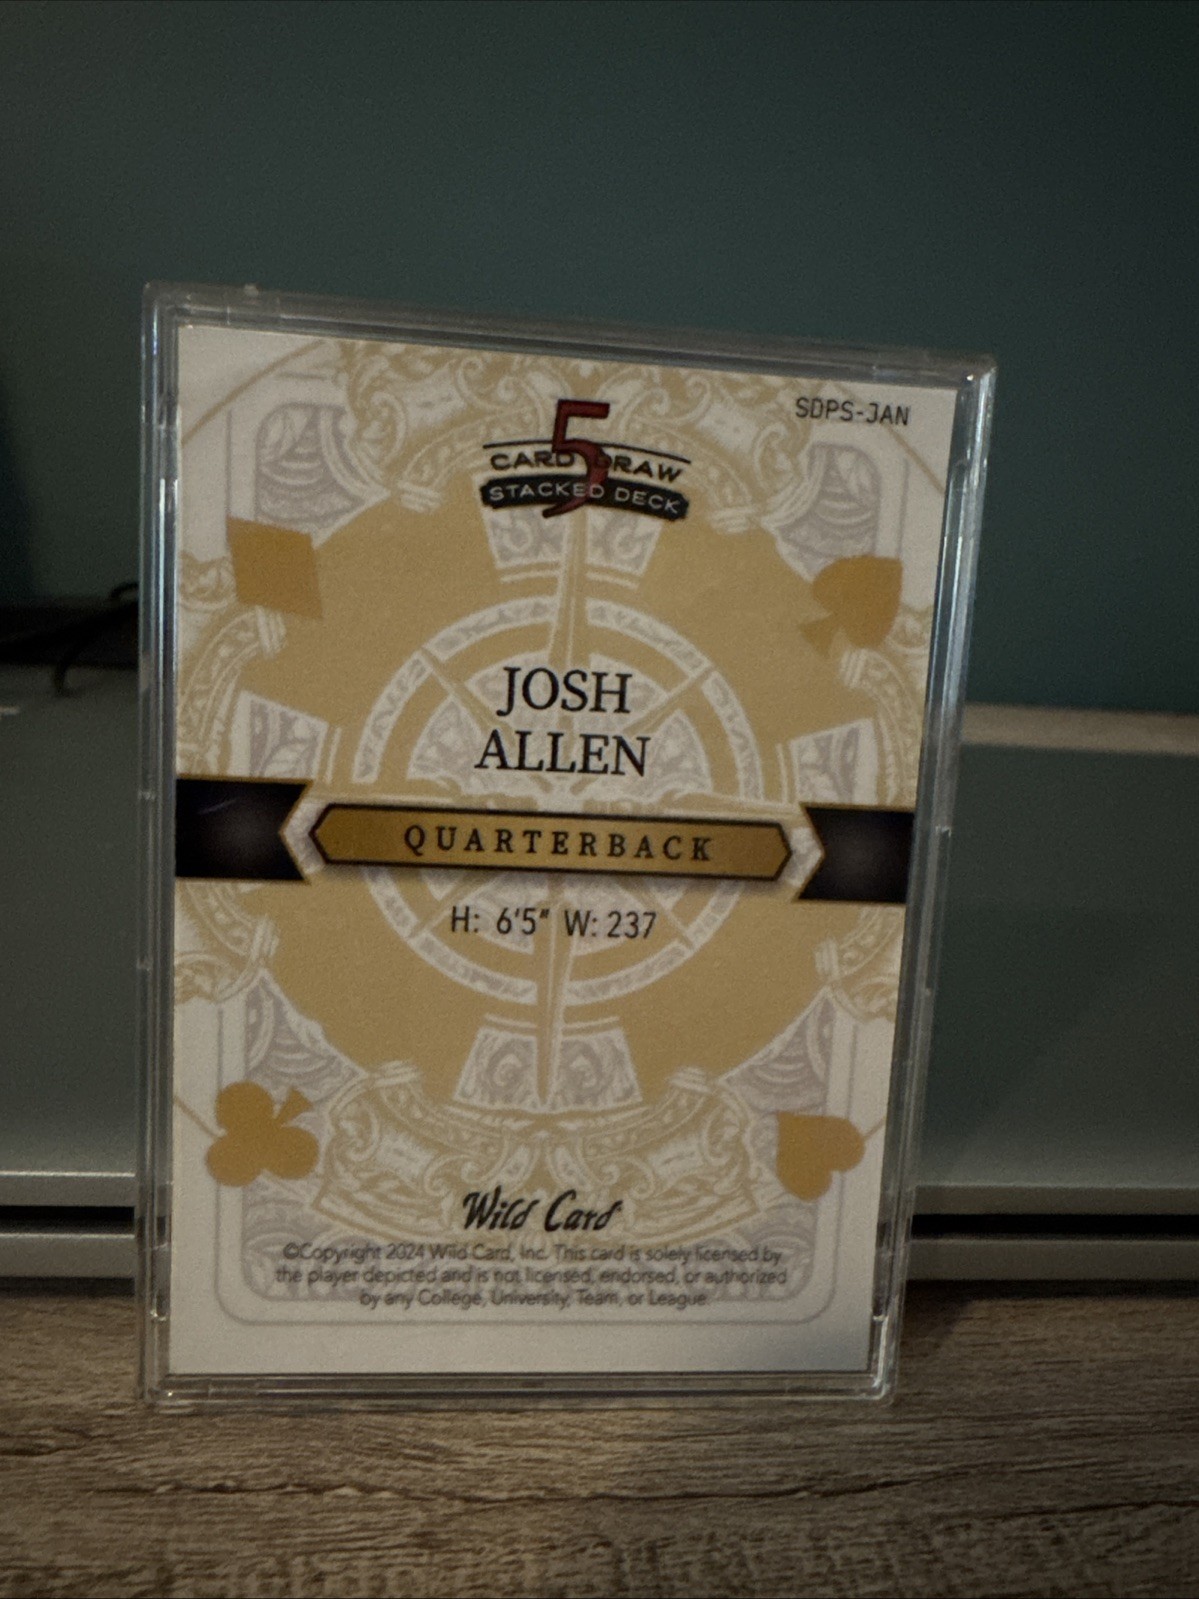 SDPS-JAN
5
CARD DRAW
STACKED DECK
JOSH
ALLEN
QUARTERBACK
H: 6'5" W: 237
Wild Card
©Copyright 2024 Wild Card, Inc. This card is solely licensed by
the player depicted and is not licensed, endorsed, or authorized
by any College, University, Team, or League.